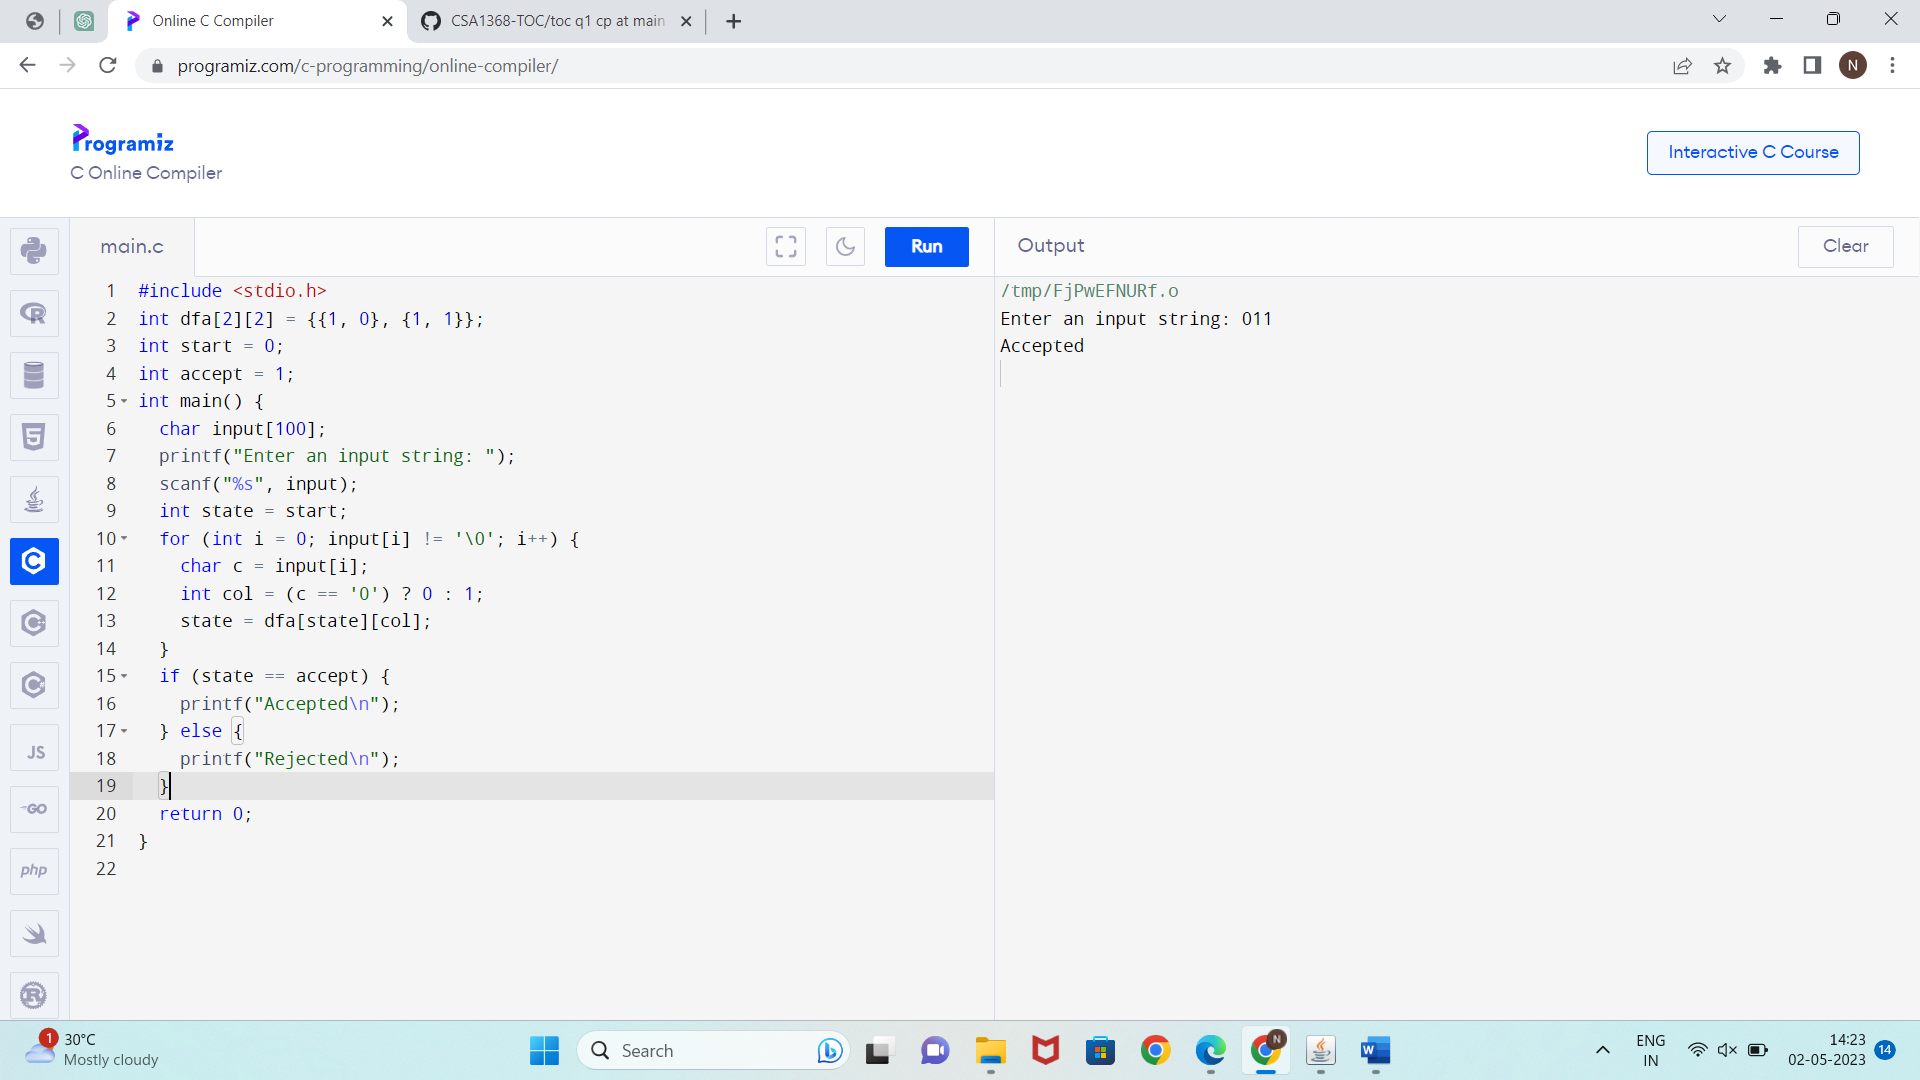 Online C Compiler
CSA1368-TOC/toc q1 cp at main
programiz.com/c-programming/online-compiler/
N
Programiz
C Online Compiler
Interactive C Course
main.c
Run
Output
Clear
1 #include <stdio.h>
2 int dfa[2][2] = {{1, 0}, {1, 1}};
3 int start = 0;
4 int accept = 1;
5 int main() {
6 char input[100];
7 printf("Enter an input string: ");
8 scanf("%s", input);
9 int state = start;
10 for (int i = 0; input[i] != '\0'; i++) {
11 char c = input[i];
12 int col = (c == '0') ? 0 : 1;
13 state = dfa[state][col];
14 }
15 if (state == accept) {
16 printf("Accepted\n");
17 } else {
18 printf("Rejected\n");
19 }
20 return 0;
21 }
22
/tmp/FjPwEFNURf.o
Enter an input string: 011
Accepted
R
5
C
C
C
JS
GO
php
R
1
30°C
Mostly cloudy
Search
N
W
ENG
IN
14:23
02-05-2023
14